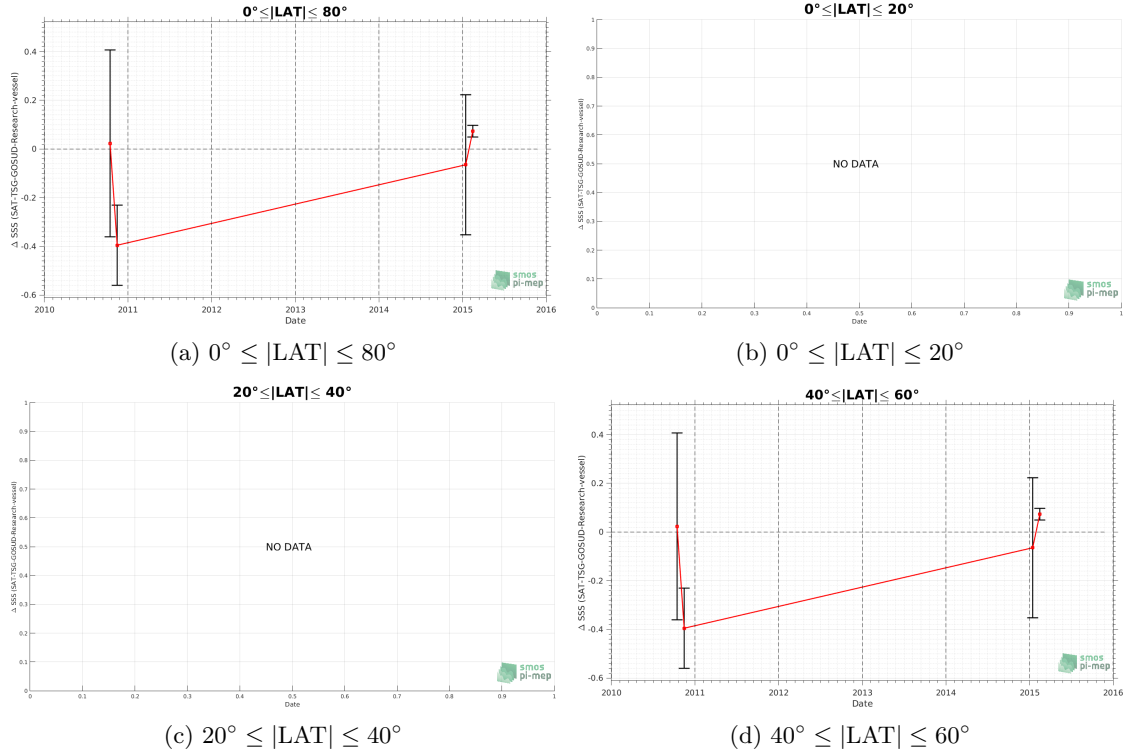 0°≤|LAT|≤ 80°
Δ SSS (SAT-TSG-GOSUD-Research-vessel)
0.4
0.2
0
-0.2
-0.4
-0.6
2010 2011 2012 2013 2014 2015 2016
Date
smos
pi-mep
(a) 0° ≤ |LAT| ≤ 80°
0°≤|LAT|≤ 20°
Δ SSS (SAT-TSG-GOSUD-Research-vessel)
1
0.9
0.8
0.7
0.6
0.5
0.4
0.3
0.2
0.1
0
NO DATA
0 0.1 0.2 0.3 0.4 0.5 0.6 0.7 0.8 0.9 1
Date
smos
pi-mep
(b) 0° ≤ |LAT| ≤ 20°
20°≤|LAT|≤ 40°
Δ SSS (SAT-TSG-GOSUD-Research-vessel)
1
0.9
0.8
0.7
0.6
0.5
0.4
0.3
0.2
0.1
0
NO DATA
0 0.1 0.2 0.3 0.4 0.5 0.6 0.7 0.8 0.9 1
Date
smos
pi-mep
(c) 20° ≤ |LAT| ≤ 40°
40°≤|LAT|≤ 60°
Δ SSS (SAT-TSG-GOSUD-Research-vessel)
0.4
0.2
0
-0.2
-0.4
-0.6
2010 2011 2012 2013 2014 2015 2016
Date
smos
pi-mep
(d) 40° ≤ |LAT| ≤ 60°